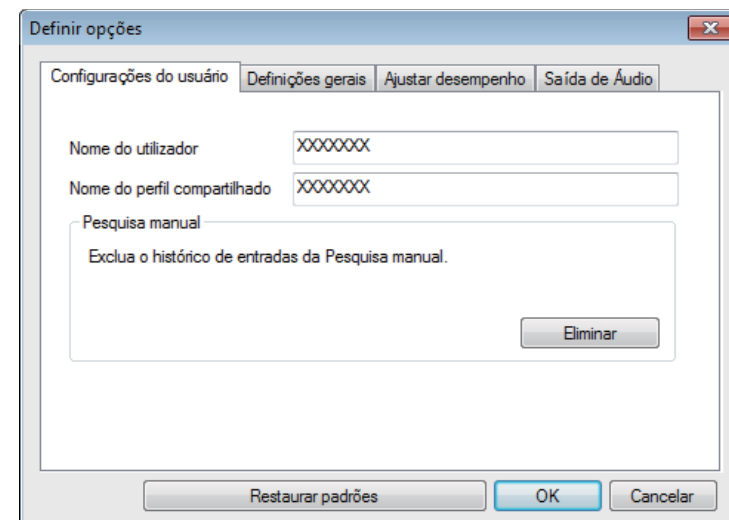 Definir opções
Configurações do usuário Definições gerais Ajustar desempenho Saída de Áudio
Nome do utilizador XXXXXXX
Nome do perfil compartilhado XXXXXXX
Pesquisa manual
Exclua o histórico de entradas da Pesquisa manual.
Eliminar
Restaurar padrões OK Cancelar